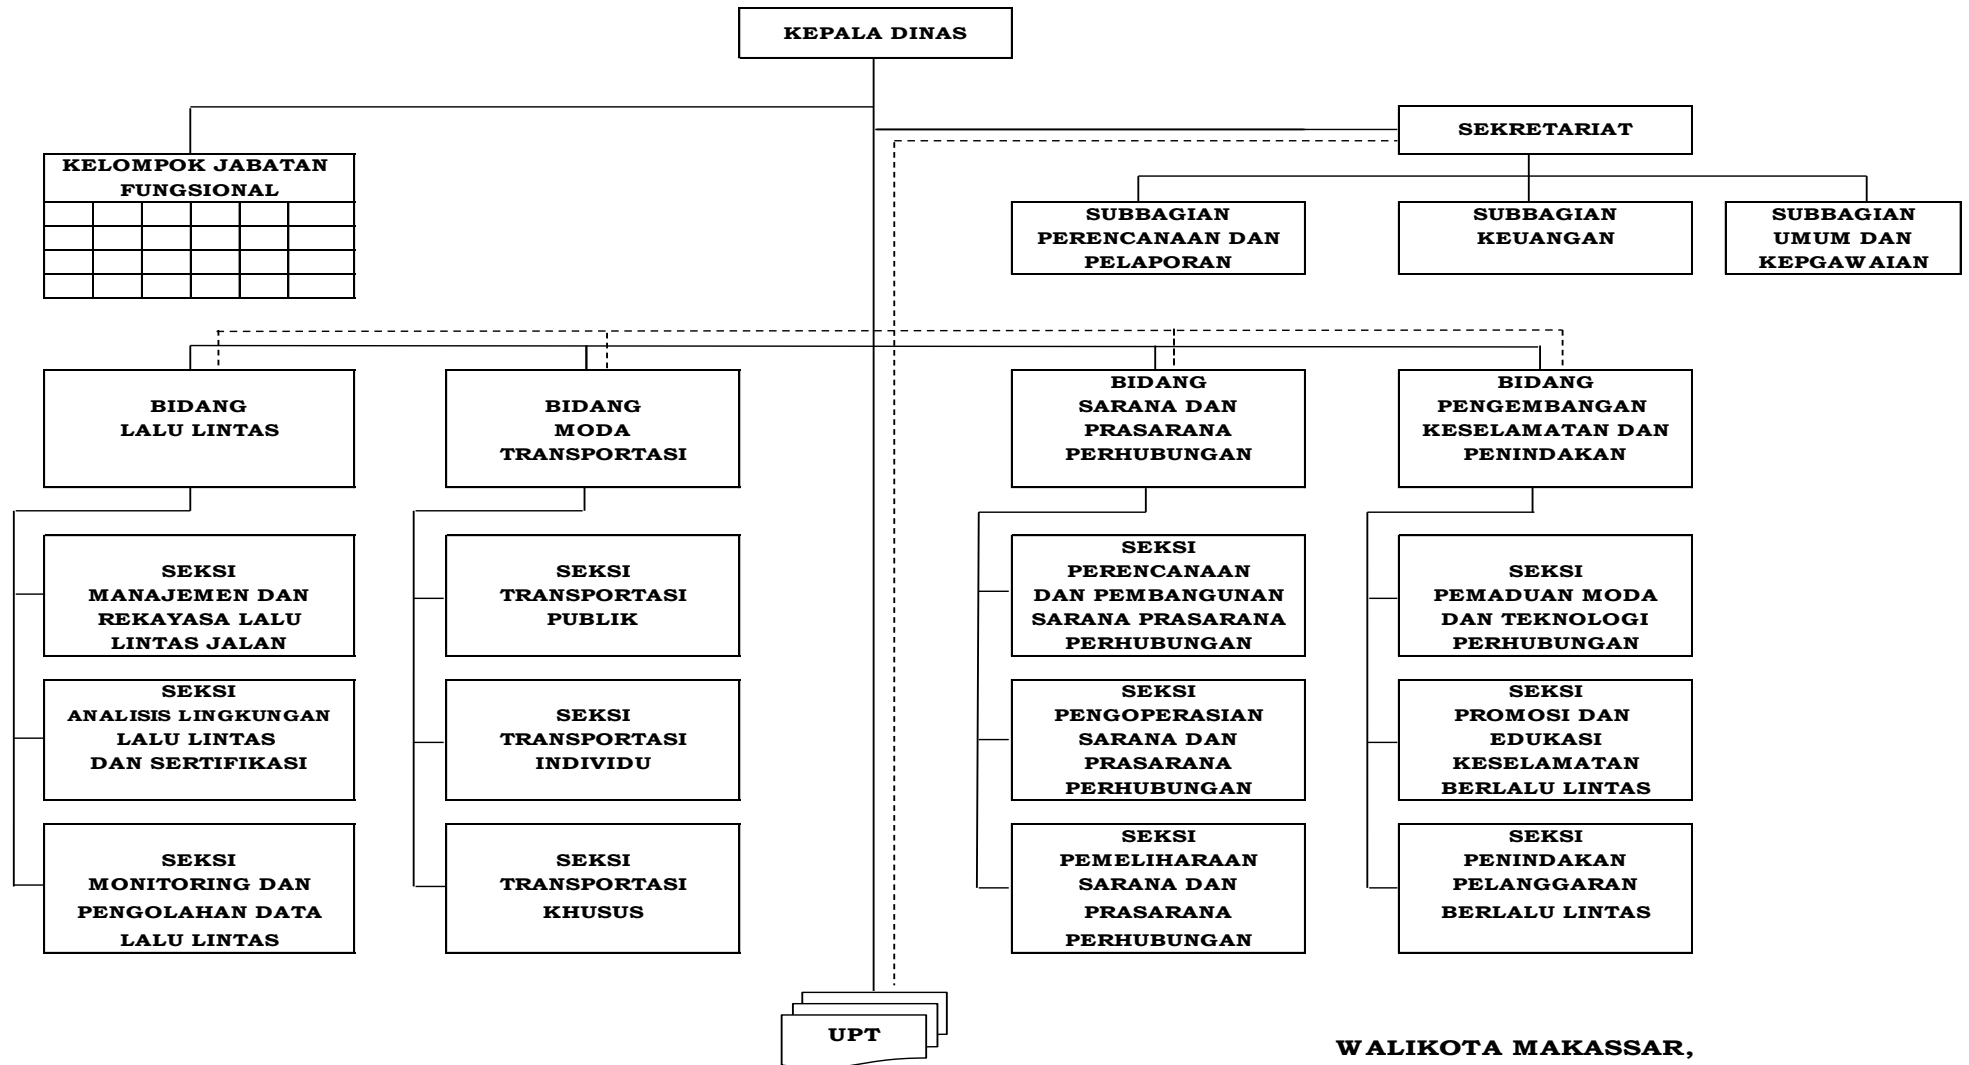 KEPALA DINAS
SEKRETARIAT
KELOMPOK JABATAN
FUNGSIONAL
SUBBAGIAN
PERENCANAAN DAN
PELAPORAN
SUBBAGIAN
KEUANGAN
SUBBAGIAN
UMUM DAN
KEPGAWAIAN
BIDANG
LALU LINTAS
BIDANG
MODA
TRANSPORTASI
BIDANG
SARANA DAN
PRASARANA
PERHUBUNGAN
BIDANG
PENGEMBANGAN
KESELAMATAN DAN
PENINDAKAN
SEKSI
MANAJEMEN DAN
REKAYASA LALU
LINTAS JALAN
SEKSI
TRANSPORTASI
PUBLIK
SEKSI
PERENCANAAN
DAN PEMBANGUNAN
SARANA PRASARANA
PERHUBUNGAN
SEKSI
PEMADUAN MODA
DAN TEKNOLOGI
PERHUBUNGAN
SEKSI
ANALISIS LINGKUNGAN
LALU LINTAS
DAN SERTIFIKASI
SEKSI
TRANSPORTASI
INDIVIDU
SEKSI
PENGOPERASIAN
SARANA DAN
PRASARANA
PERHUBUNGAN
SEKSI
PROMOSI DAN
EDUKASI
KESELAMATAN
BERLALU LINTAS
SEKSI
MONITORING DAN
PENGOLAHAN DATA
LALU LINTAS
SEKSI
TRANSPORTASI
KHUSUS
SEKSI
PEMELIHARAAN
SARANA DAN
PRASARANA
PERHUBUNGAN
SEKSI
PENINDAKAN
PELANGGARAN
BERLALU LINTAS
UPT
WALIKOTA MAKASSAR,